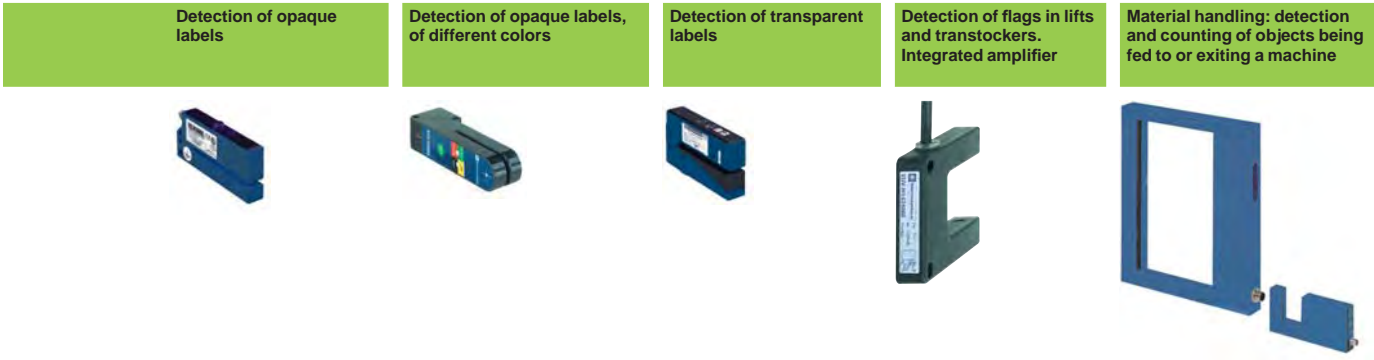 Detection of opaque
labels
Detection of opaque labels,
of different colors
Detection of transparent
labels
Detection of flags in lifts
and transtockers.
Integrated amplifier
Material handling: detection
and counting of objects being
fed to or exiting a machine